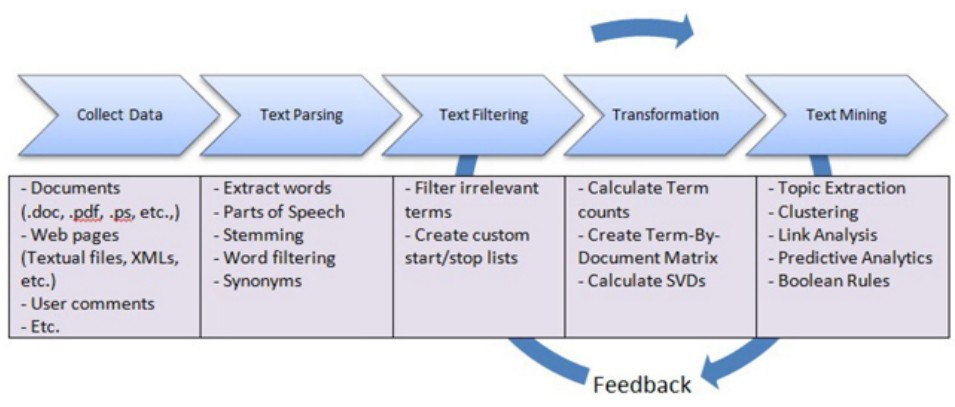 Collect Data
Text Parsing
Text Filtering
Transformation
Text Mining
- Documents
(.doc, .pdf, .ps, etc.,)
- Web pages
(Textual files, XMLs,
etc.)
- User comments
- Etc.
- Extract words
- Parts of Speech
- Stemming
- Word filtering
- Synonyms
- Filter irrelevant
terms
- Create custom
start/stop lists
- Calculate Term
counts
- Create Term-By-
Document Matrix
- Calculate SVDs
- Topic Extraction
- Clustering
- Link Analysis
- Predictive Analytics
- Boolean Rules
Feedback